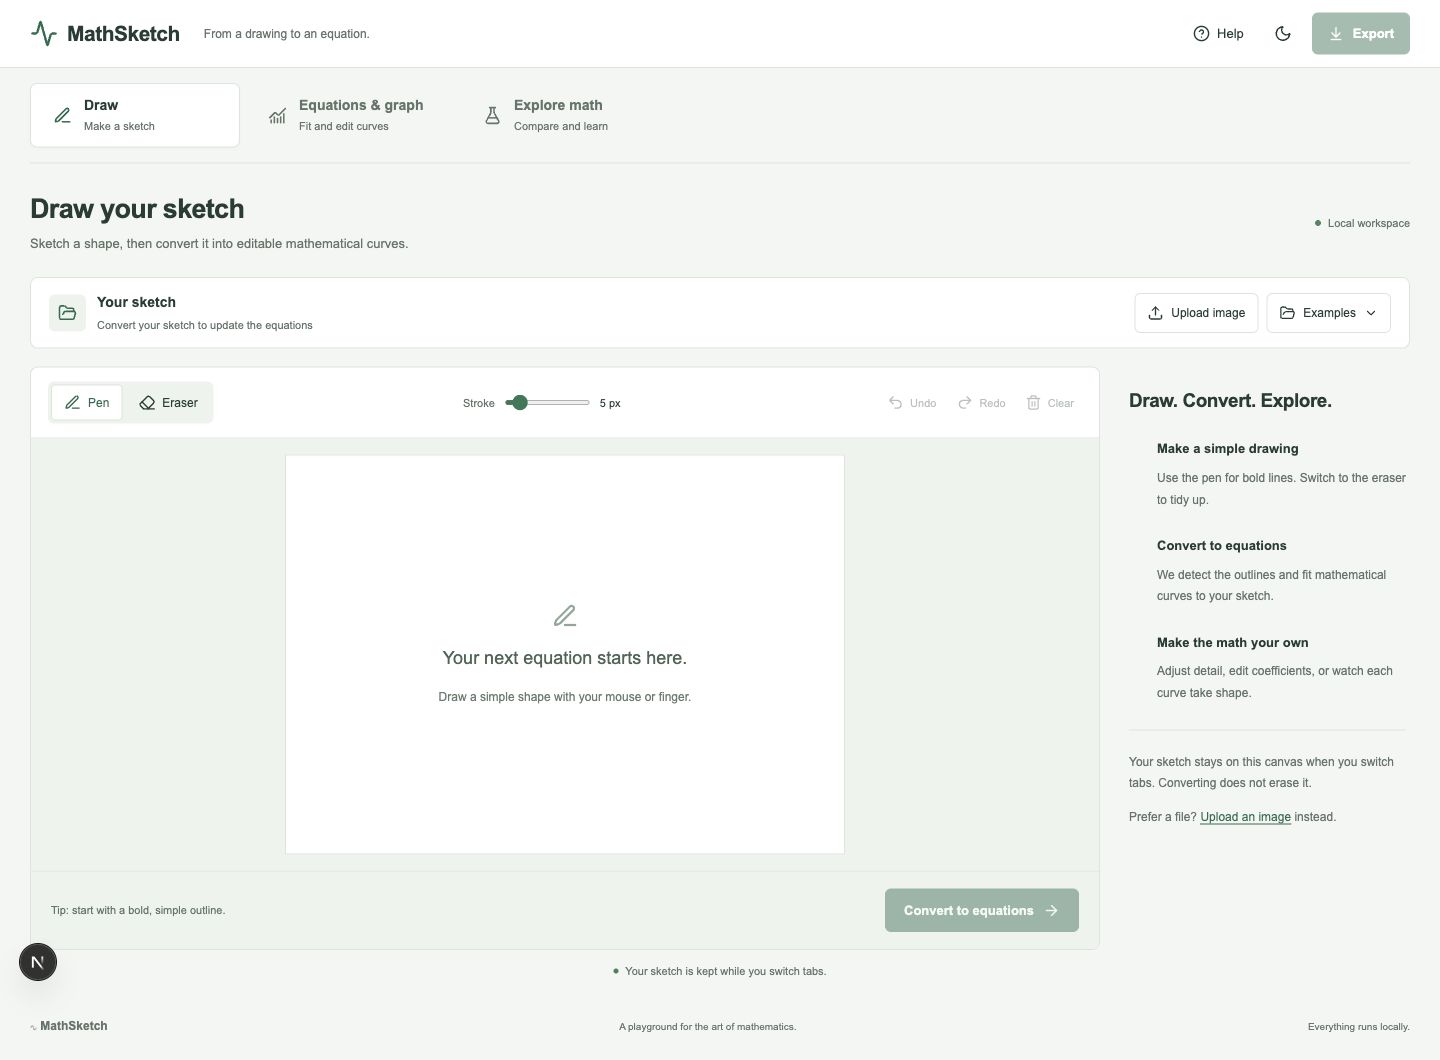 MathSketch
From a drawing to an equation.
Help
Export
Draw
Make a sketch
Equations & graph
Fit and edit curves
Explore math
Compare and learn
Draw your sketch
Sketch a shape, then convert it into editable mathematical curves.
Local workspace
Your sketch
Convert your sketch to update the equations
Upload image
Examples
Pen
Eraser
Stroke
5 px
Undo
Redo
Clear
Your next equation starts here.
Draw a simple shape with your mouse or finger.
Tip: start with a bold, simple outline.
Convert to equations
Draw. Convert. Explore.
Make a simple drawing
Use the pen for bold lines. Switch to the eraser
to tidy up.
Convert to equations
We detect the outlines and fit mathematical
curves to your sketch.
Make the math your own
Adjust detail, edit coefficients, or watch each
curve take shape.
Your sketch stays on this canvas when you switch
tabs. Converting does not erase it.
Prefer a file? Upload an image instead.
N
Your sketch is kept while you switch tabs.
MathSketch
A playground for the art of mathematics.
Everything runs locally.